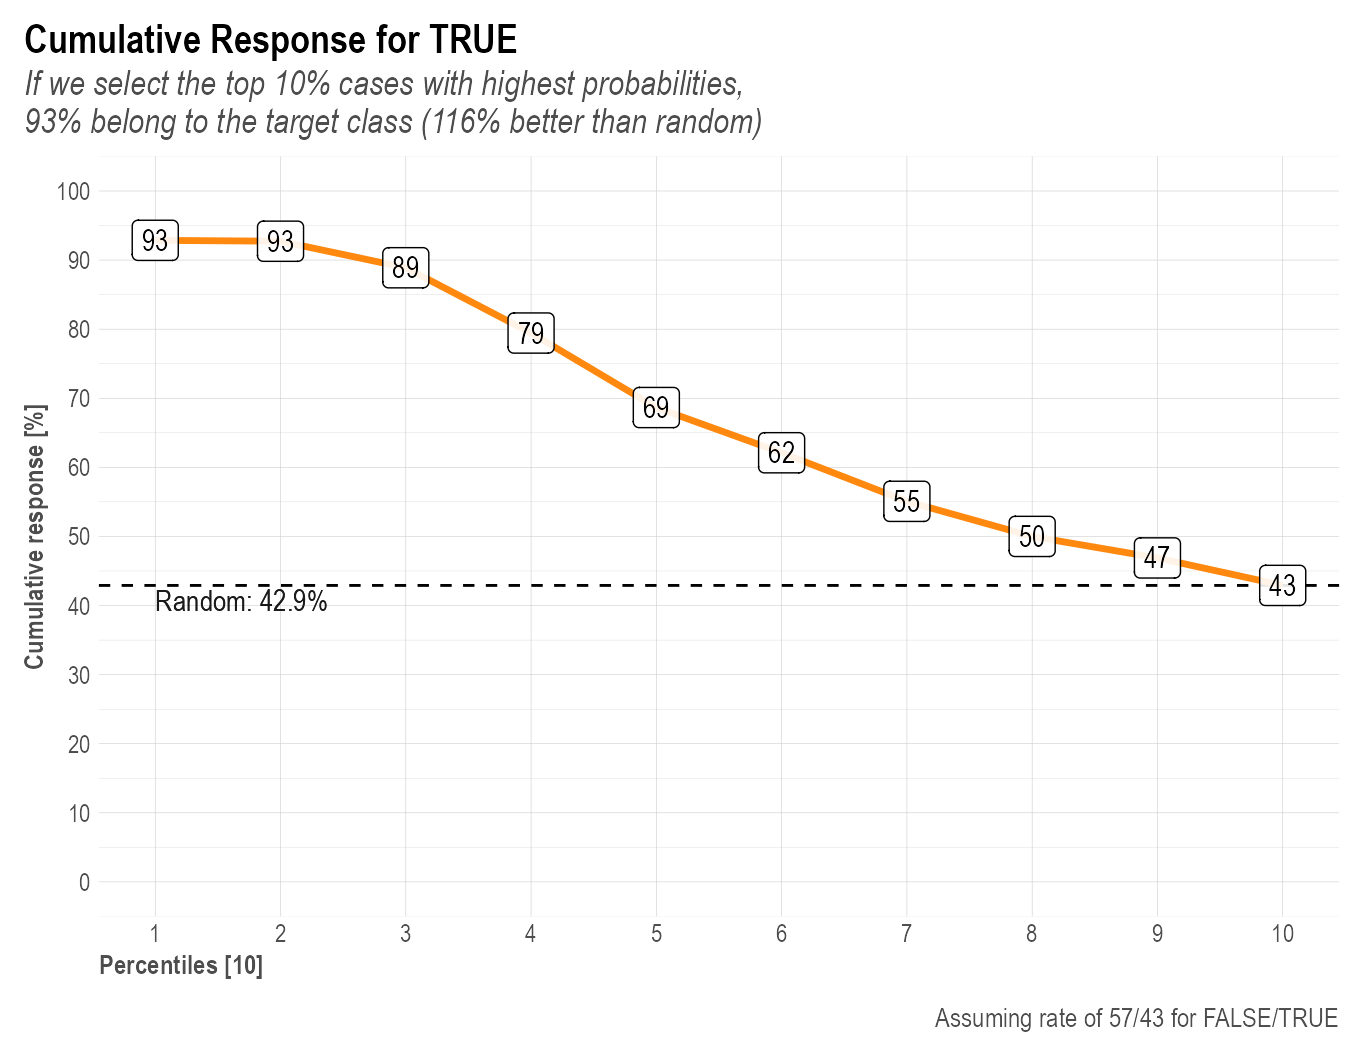 Cumulative Response for TRUE
If we select the top 10% cases with highest probabilities,
93% belong to the target class (116% better than random)
Cumulative response [%]
100
90
80
70
60
50
40
30
20
10
0
93
93
89
79
69
62
55
50
47
43
Random: 42.9%
1 2 3 4 5 6 7 8 9 10
Percentiles [10]
Assuming rate of 57/43 for FALSE/TRUE